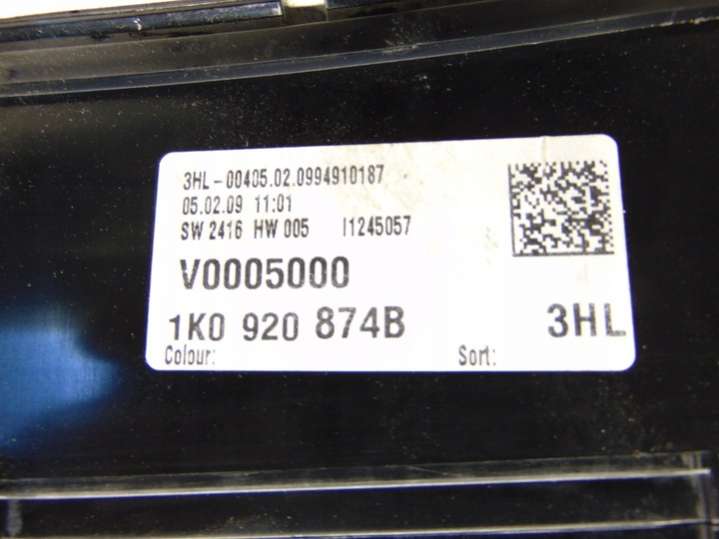 3HL-00405.02.0994910187
05.02.09 11:01
SW 2416 HW 005 I1245057
V0005000
1K0 920 874B 3HL
Colour: Sort: